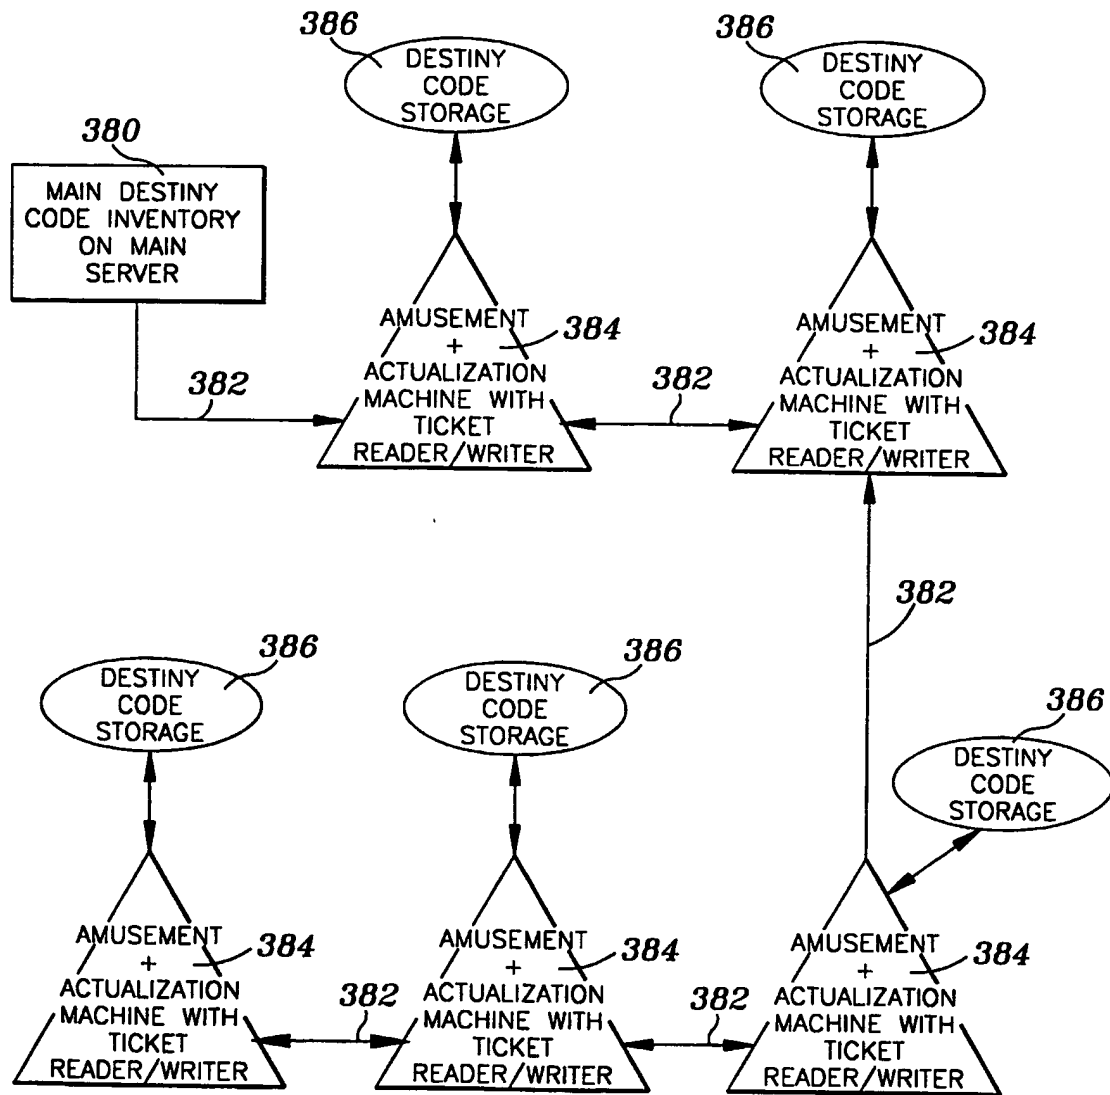 386
DESTINY
CODE
STORAGE
386
DESTINY
CODE
STORAGE
380
MAIN DESTINY
CODE INVENTORY
ON MAIN
SERVER
382
AMUSEMENT
+
ACTUALIZATION
MACHINE WITH
TICKET
READER/WRITER
384
382
AMUSEMENT
+
ACTUALIZATION
MACHINE WITH
TICKET
READER/WRITER
384
382
386
DESTINY
CODE
STORAGE
386
DESTINY
CODE
STORAGE
386
DESTINY
CODE
STORAGE
AMUSEMENT
+
ACTUALIZATION
MACHINE WITH
TICKET
READER/WRITER
384
382
AMUSEMENT
+
ACTUALIZATION
MACHINE WITH
TICKET
READER/WRITER
384
382
AMUSEMENT
+
ACTUALIZATION
MACHINE WITH
TICKET
READER/WRITER
384